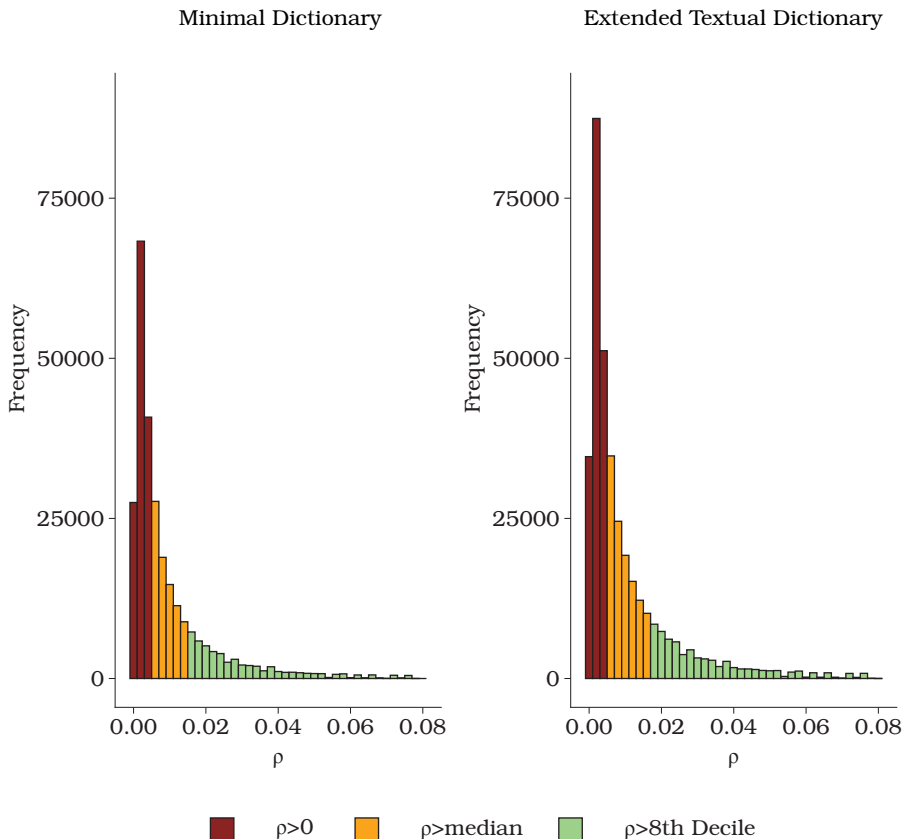 Minimal Dictionary
Extended Textual Dictionary
Frequency
75000
50000
25000
0
0.00 0.02 0.04 0.06 0.08
ρ
Frequency
75000
50000
25000
0
0.00 0.02 0.04 0.06 0.08
ρ
ρ>0 ρ>median ρ>8th Decile